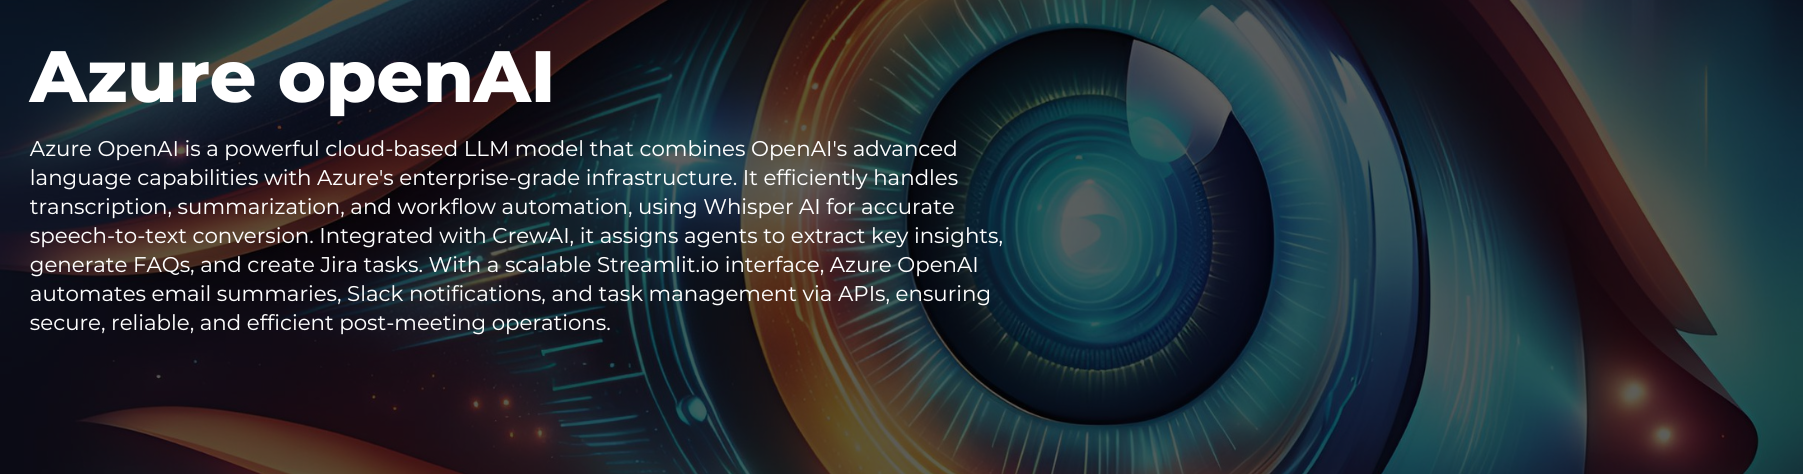 Azure openAI
Azure OpenAI is a powerful cloud-based LLM model that combines OpenAI's advanced
language capabilities with Azure's enterprise-grade infrastructure. It efficiently handles
transcription, summarization, and workflow automation, using Whisper AI for accurate
speech-to-text conversion. Integrated with CrewAI, it assigns agents to extract key insights,
generate FAQs, and create Jira tasks. With a scalable Streamlit.io interface, Azure OpenAI
automates email summaries, Slack notifications, and task management via APIs, ensuring
secure, reliable, and efficient post-meeting operations.